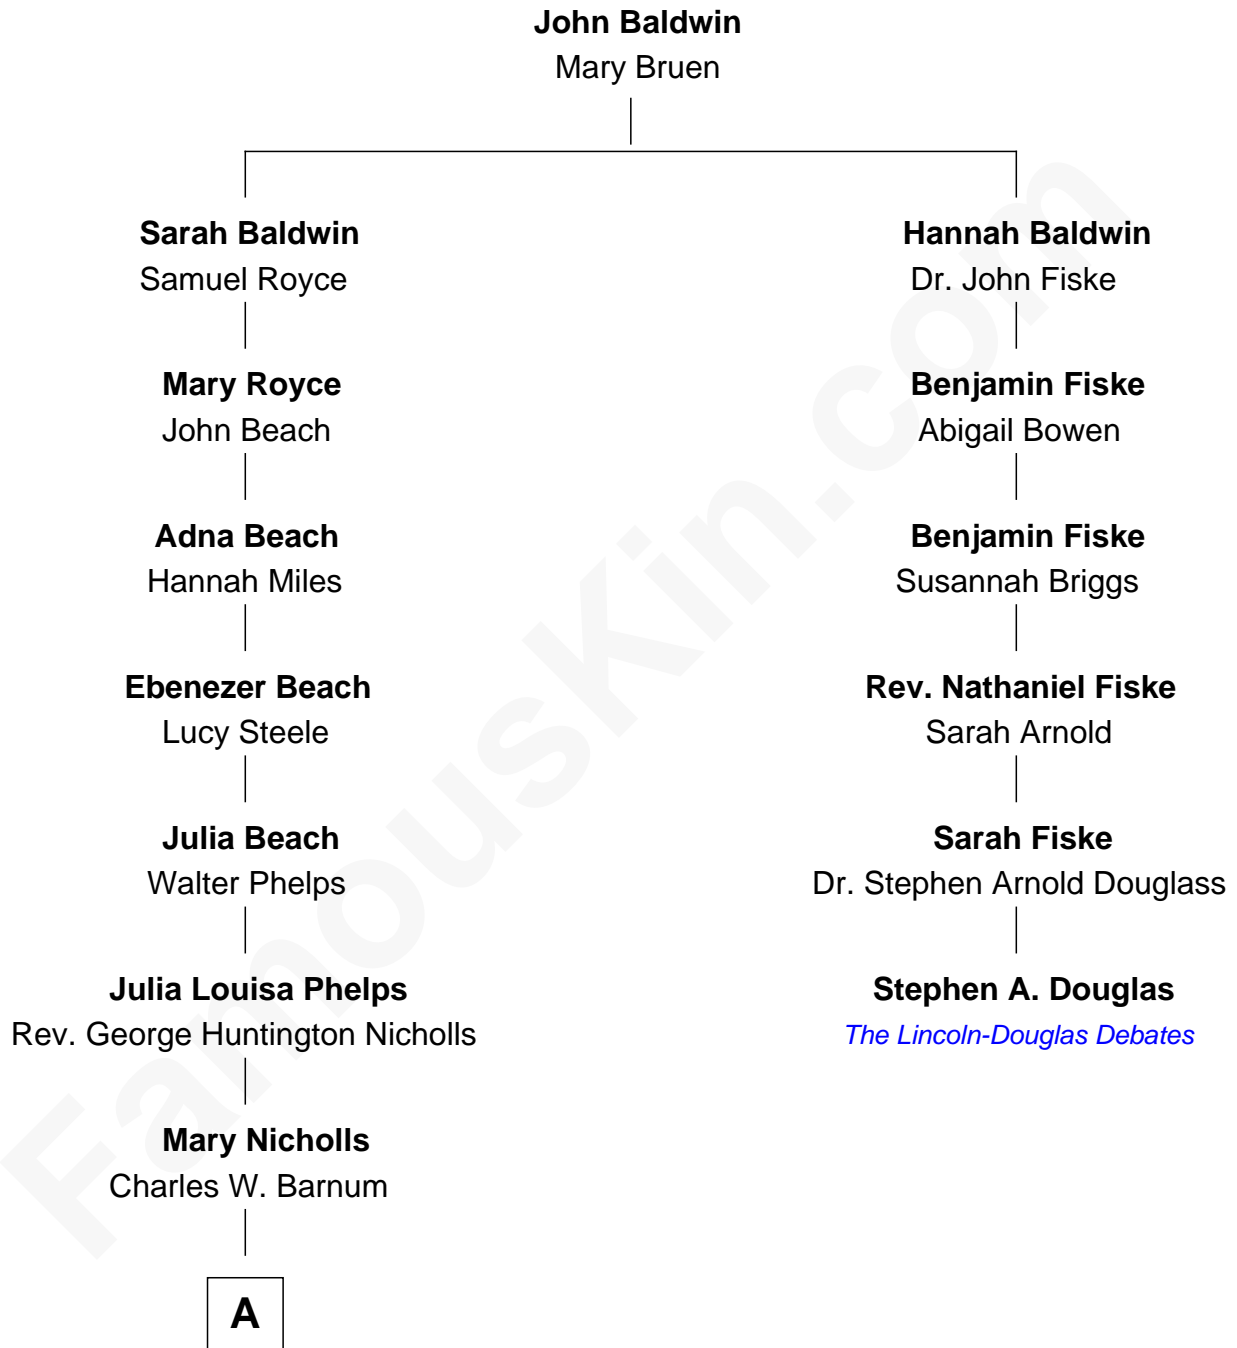 John Baldwin
Mary Bruen
Sarah Baldwin
Samuel Royce
Hannah Baldwin
Dr. John Fiske
Mary Royce
John Beach
Benjamin Fiske
Abigail Bowen
Adna Beach
Hannah Miles
Benjamin Fiske
Susannah Briggs
Ebenezer Beach
Lucy Steele
Rev. Nathaniel Fiske
Sarah Arnold
Julia Beach
Walter Phelps
Sarah Fiske
Dr. Stephen Arnold Douglass
Julia Louisa Phelps
Rev. George Huntington Nicholls
Stephen A. Douglas
The Lincoln-Douglas Debates
Mary Nicholls
Charles W. Barnum
A
FamousKin.com